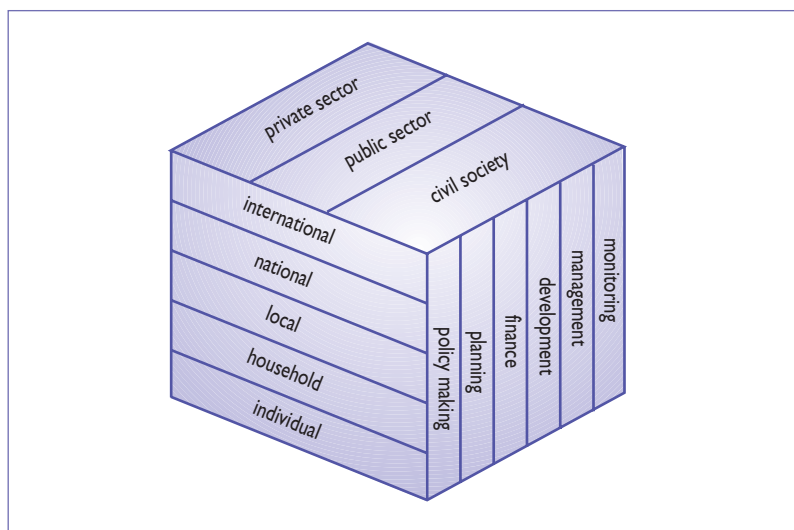 private sector
public sector
civil society
international
national
local
household
individual
policy making
planning
finance
development
management
monitoring